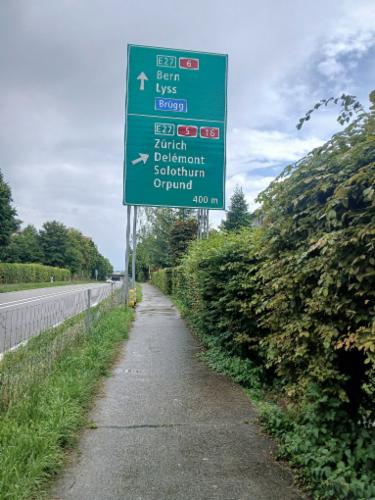 E27 6
Bern
Lyss
Brügg
E27 5 16
Zürich
Delémont
Solothurn
Orpund
400 m